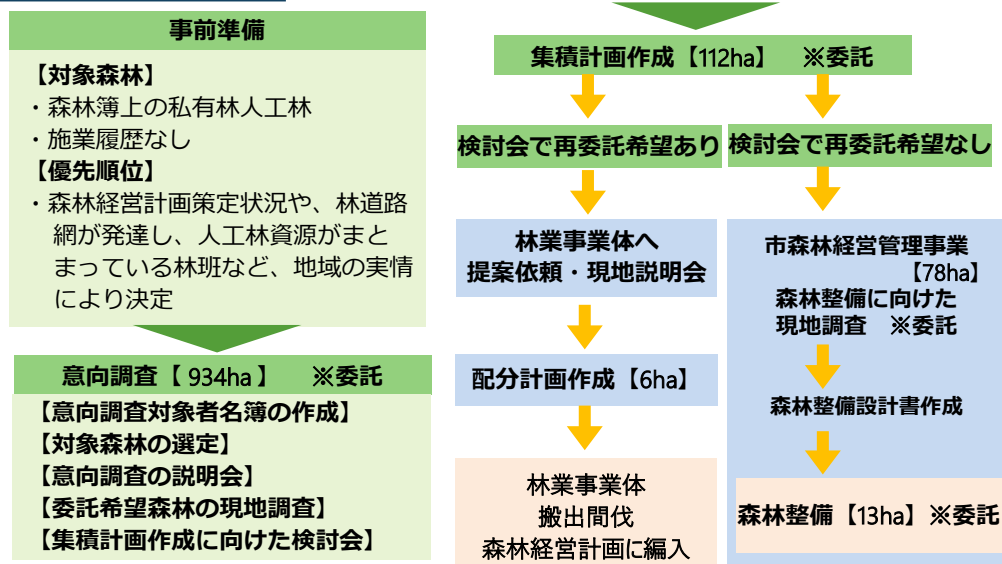 事前準備
【対象森林】
・森林簿上の私有林人工林
・施業履歴なし
【優先順位】
・森林経営計画策定状況や、林道路
網が発達し、人工林資源がまと
まっている林班など、地域の実情
により決定
意向調査【 934ha 】　※委託
【意向調査対象者名簿の作成】
【対象森林の選定】
【意向調査の説明会】
【委託希望森林の現地調査】
【集積計画作成に向けた検討会】
集積計画作成【112ha】　※委託
検討会で再委託希望あり
林業事業体へ
提案依頼・現地説明会
配分計画作成【6ha】
林業事業体
搬出間伐
森林経営計画に編入
検討会で再委託希望なし
市森林経営管理事業
【78ha】
森林整備に向けた
現地調査　※委託
森林整備設計書作成
森林整備【13ha】※委託